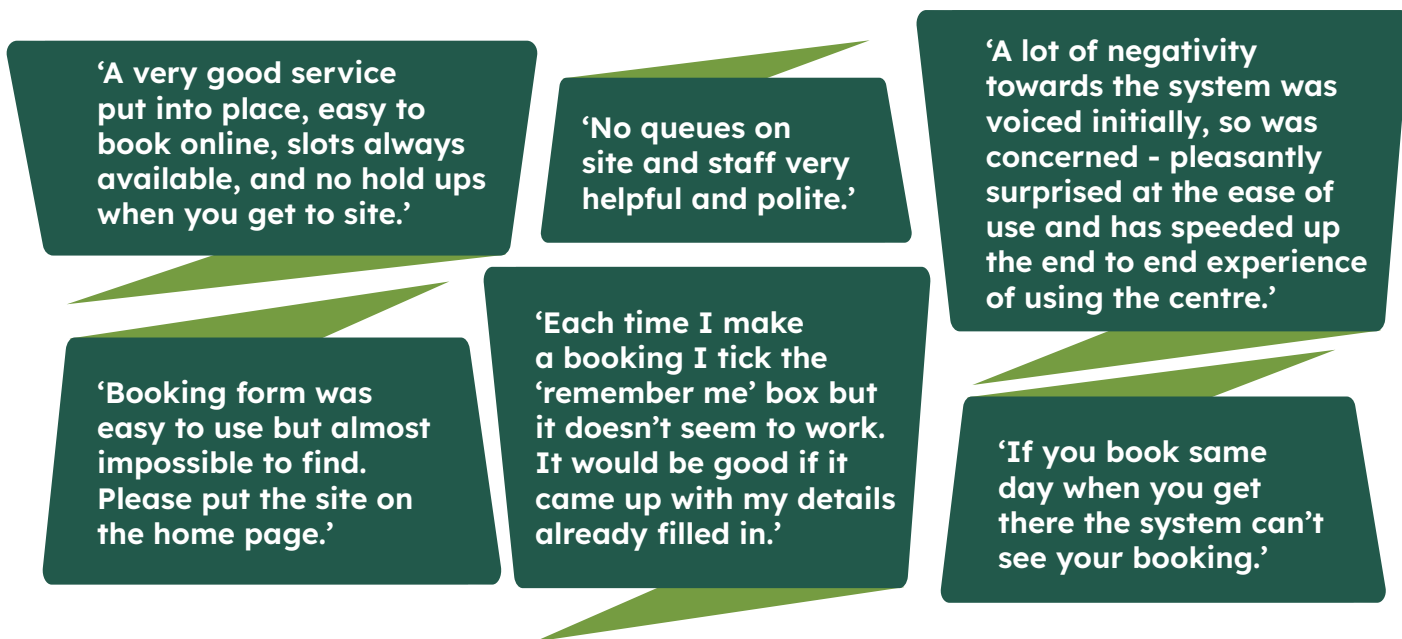 ‘A very good service
put into place, easy to
book online, slots always
available, and no hold ups
when you get to site.’
‘No queues on
site and staff very
helpful and polite.’
‘A lot of negativity
towards the system was
voiced initially, so was
concerned - pleasantly
surprised at the ease of
use and has speeded up
the end to end experience
of using the centre.’
‘Booking form was
easy to use but almost
impossible to find.
Please put the site on
the home page.’
‘Each time I make
a booking I tick the
‘remember me’ box but
it doesn’t seem to work.
It would be good if it
came up with my details
already filled in.’
‘If you book same
day when you get
there the system can’t
see your booking.’